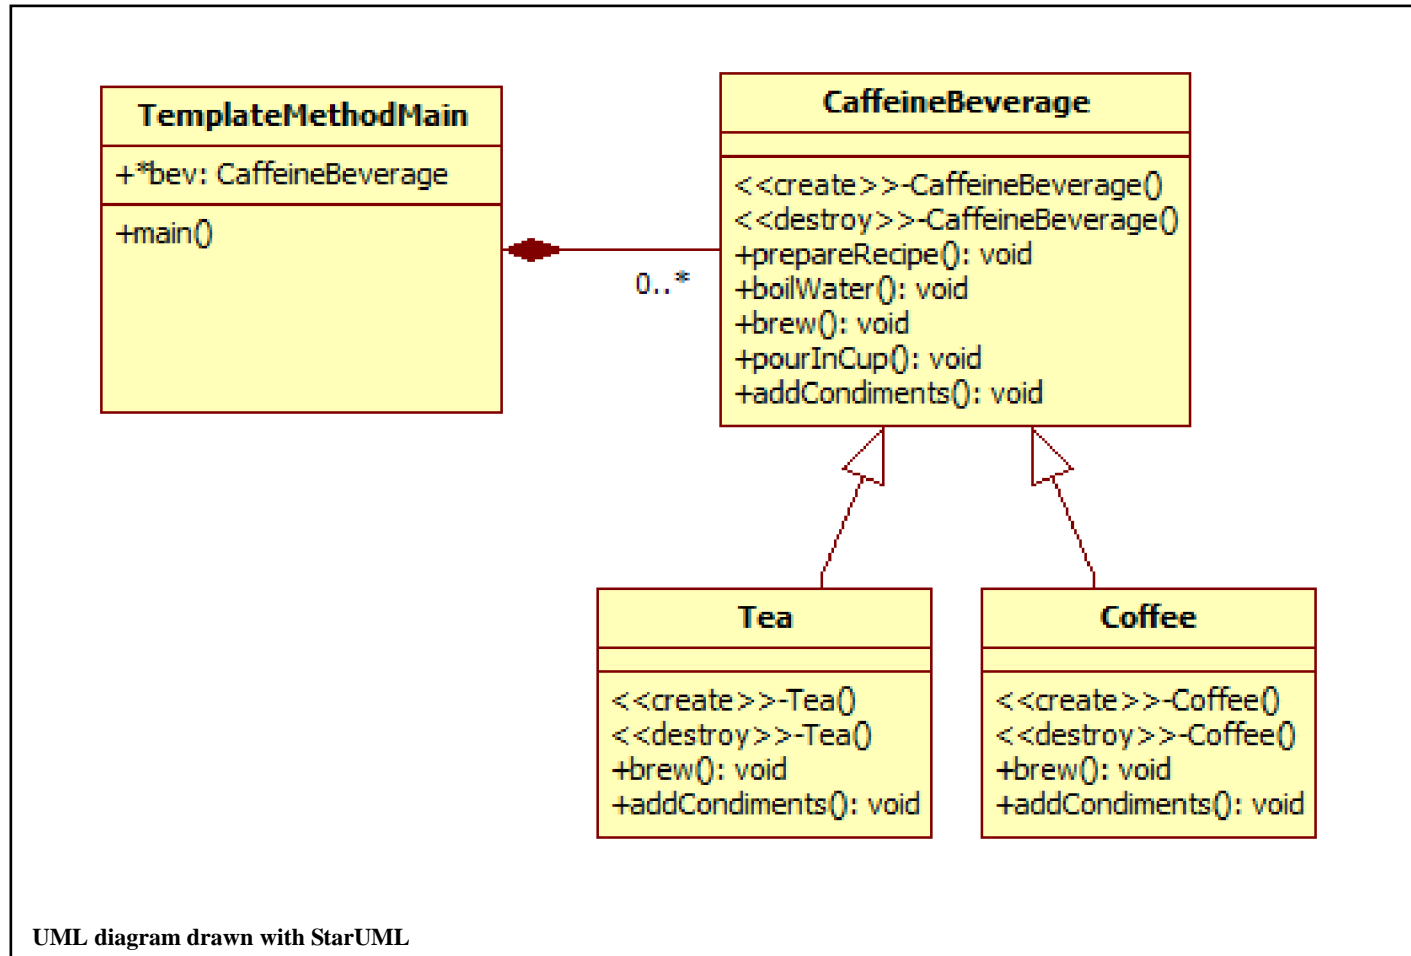 TemplateMethodMain
+*bev: CaffeineBeverage
+main()
0..*
CaffeineBeverage
<<create>>-CaffeineBeverage()
<<destroy>>-CaffeineBeverage()
+prepareRecipe(): void
+boilWater(): void
+brew(): void
+pourInCup(): void
+addCondiments(): void
Tea
<<create>>-Tea()
<<destroy>>-Tea()
+brew(): void
+addCondiments(): void
Coffee
<<create>>-Coffee()
<<destroy>>-Coffee()
+brew(): void
+addCondiments(): void
UML diagram drawn with StarUML